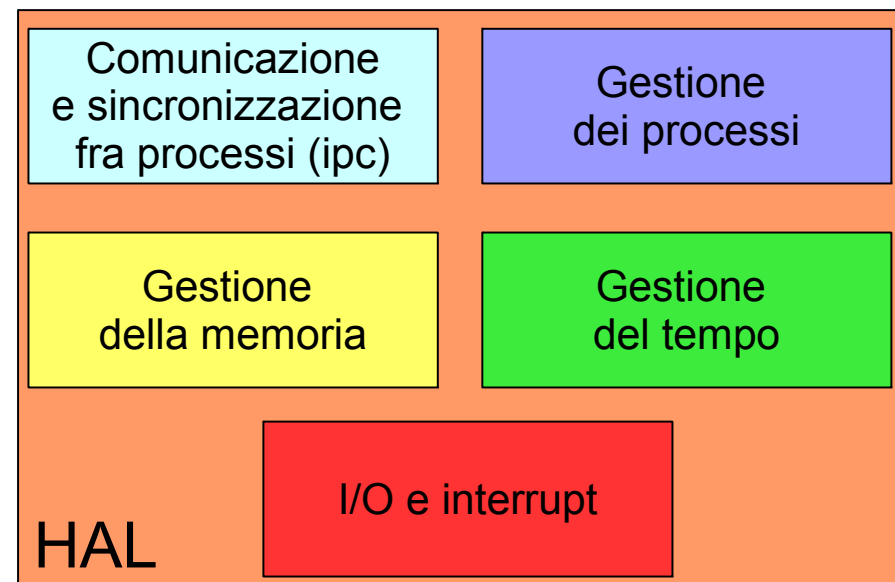 Comunicazione
e sincronizzazione
fra processi (ipc)
Gestione
dei processi
Gestione
della memoria
Gestione
del tempo
I/O e interrupt
HAL